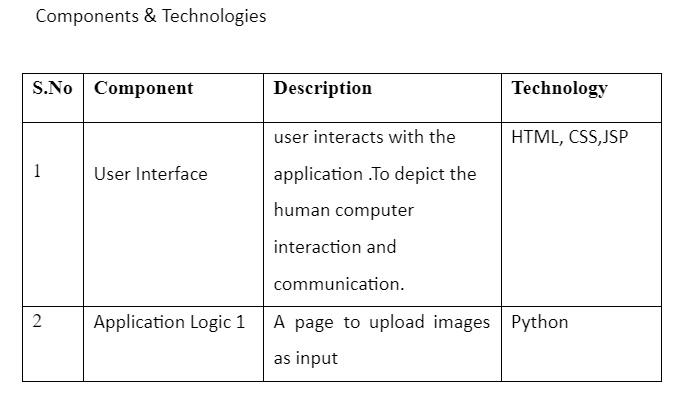 Components & Technologies
S.No Component Description Technology
user interacts with the HTML, CSS,JSP
1 User Interface application .To depict the
human computer
interaction and
communication.
2 Application Logic 1 A page to upload images Python
as input